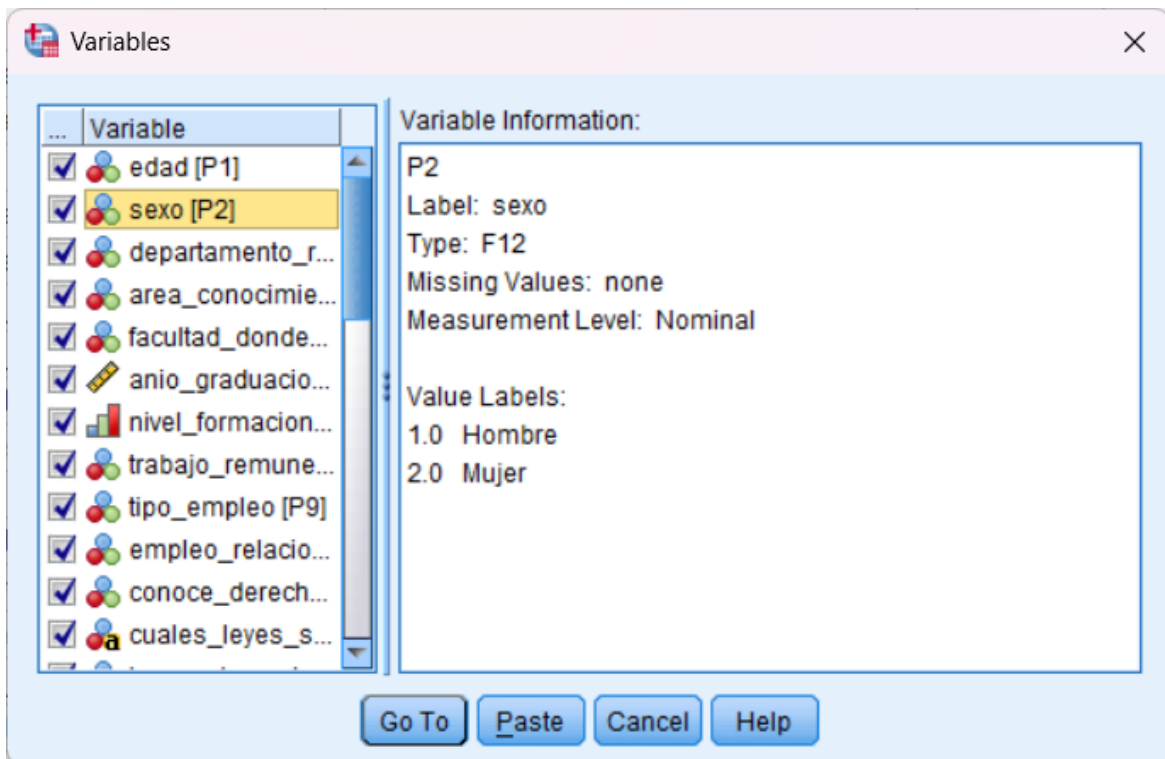 Variables
... Variable
edad [P1]
sexo [P2]
departamento_r...
area_conocimie...
facultad_donde...
anio_graduacio...
nivel_formacion...
trabajo_remune...
tipo_empleo [P9]
empleo_relacio...
conoce_derech...
cuales_leyes_s...
Variable Information:
P2
Label: sexo
Type: F12
Missing Values: none
Measurement Level: Nominal
Value Labels:
1.0 Hombre
2.0 Mujer
Go To Paste Cancel Help